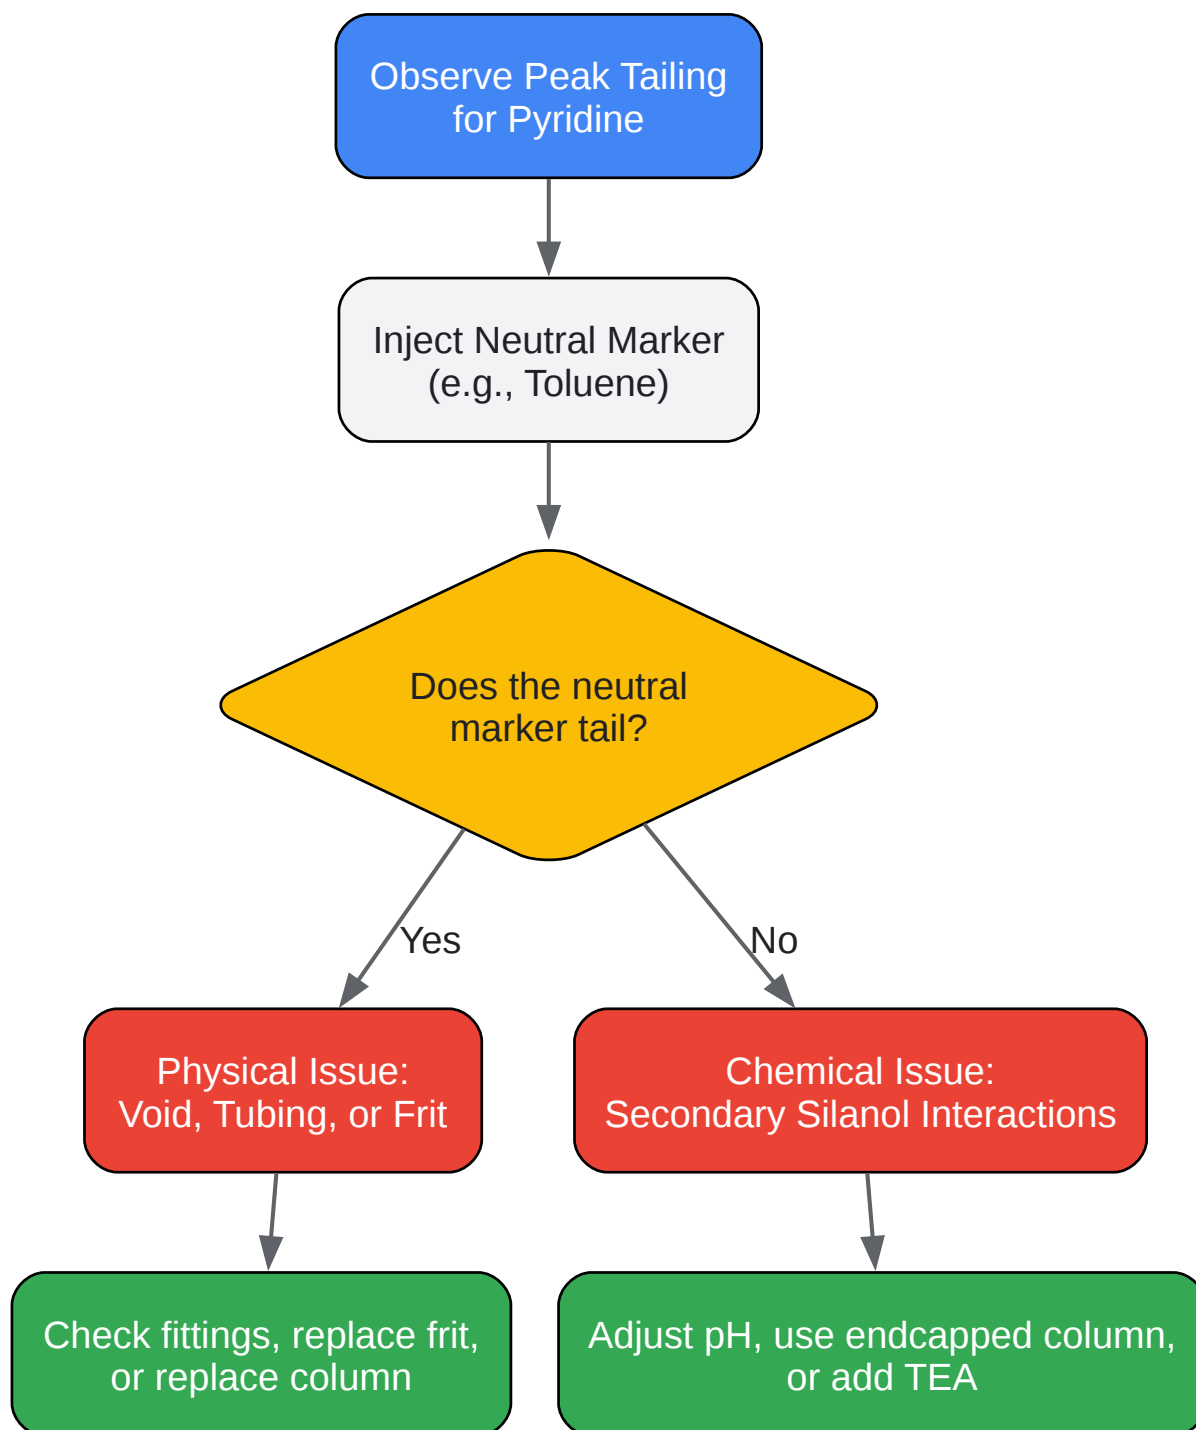 Observe Peak Tailing
for Pyridine
Inject Neutral Marker
(e.g., Toluene)
Does the neutral
marker tail?
Yes
No
Physical Issue:
Void, Tubing, or Frit
Chemical Issue:
Secondary Silanol Interactions
Check fittings, replace frit,
or replace column
Adjust pH, use endcapped column,
or add TEA